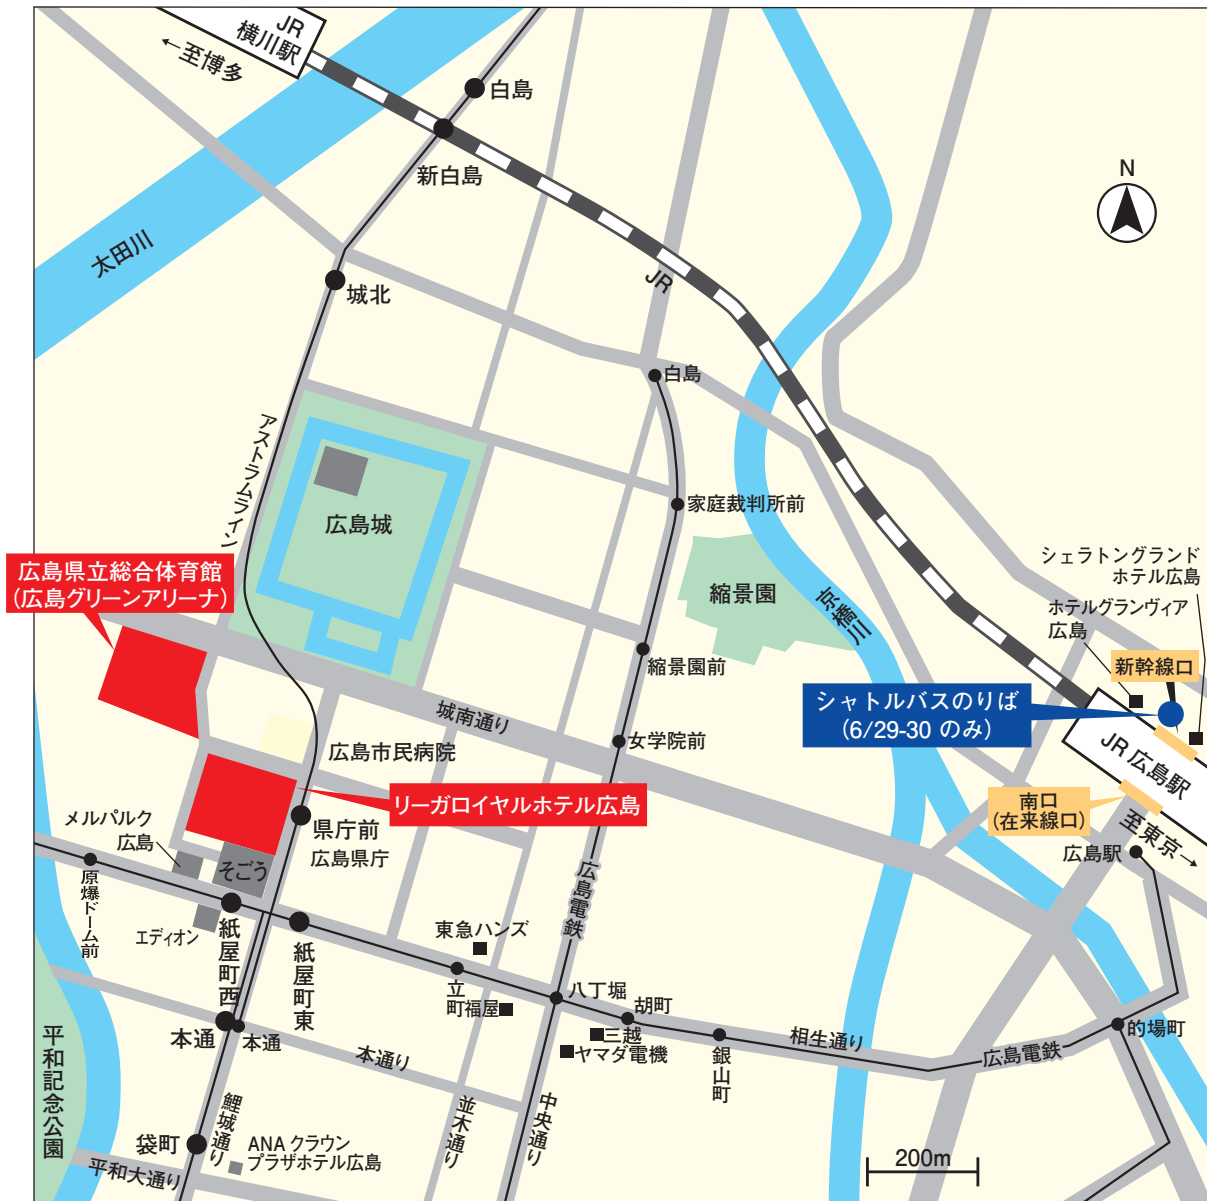 JR
横川駅
←至博多
白島
新白島
N
太田川
城北
JR
白島
アストラムライン
家庭裁判所前
広島城
シェラトングランド
ホテル広島
ホテルグランヴィア
広島
広島県立総合体育館
(広島グリーンアリーナ)
縮景園
京橋川
縮景園前
新幹線口
シャトルバスのりば
(6/29-30 のみ)
城南通り
女学院前
広島市民病院
JR 広島駅
リーガロイヤルホテル広島
南口
(在来線口)
至東京→
メルパルク
広島
県庁前
広島県庁
広島駅
そごう
原爆ドーム前
広島電鉄
エディオン
紙屋町西
紙屋町東
東急ハンズ
立町
福屋
八丁堀
胡町
三越
ヤマダ電機
銀山町
相生通り
広島電鉄
的場町
本通
本通
本通り
平和記念公園
鯉城通り
並木通り
中央通り
袋町
ANA クラウン
プラザホテル広島
平和大通り
200m